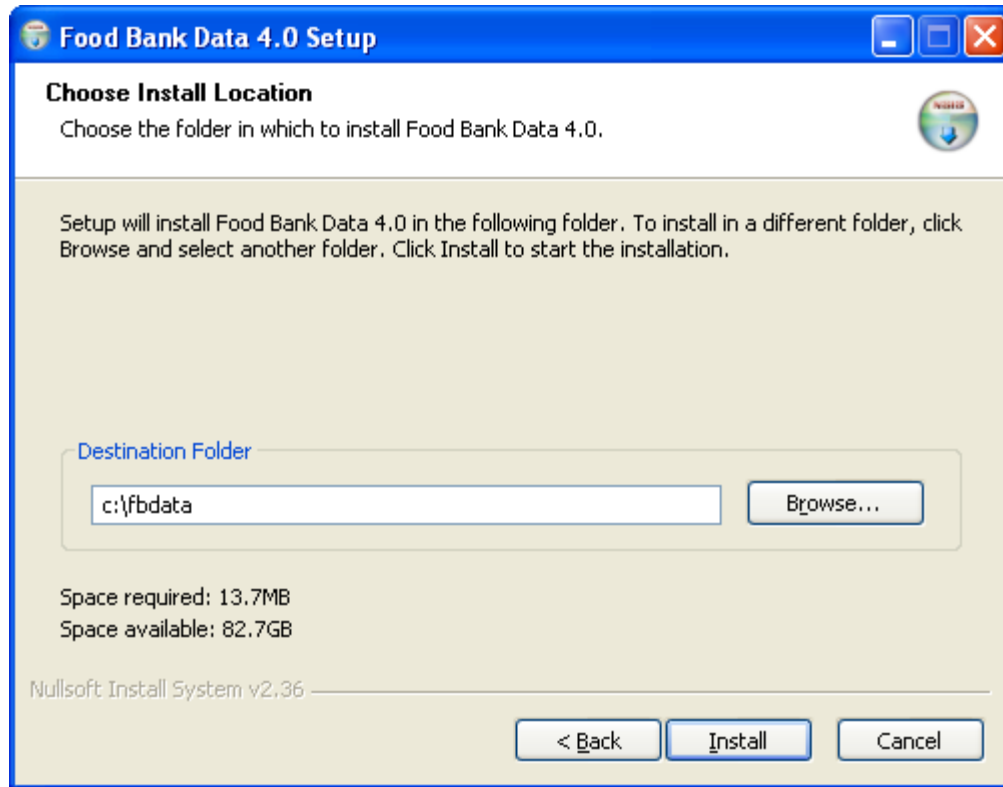 Food Bank Data 4.0 Setup
Choose Install Location
Choose the folder in which to install Food Bank Data 4.0.
Setup will install Food Bank Data 4.0 in the following folder. To install in a different folder, click
Browse and select another folder. Click Install to start the installation.
Destination Folder
c:\fbdata
Browse...
Space required: 13.7MB
Space available: 82.7GB
Nullsoft Install System v2.36
< Back
Install
Cancel